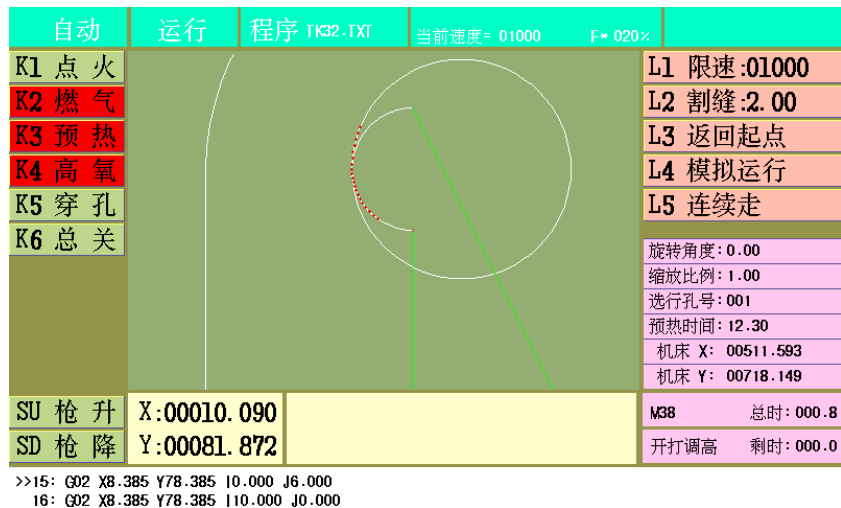 自动 运行 程序 TK32.TXT 当前速度= 01000 F* 020%
K1 点 火
K2 燃 气
K3 预 热
K4 高 氧
K5 穿 孔
K6 总 关
L1 限速:01000
L2 割缝:2.00
L3 返回起点
L4 模拟运行
L5 连续走
旋转角度:0.00
缩放比例:1.00
选行孔号:001
预热时间:12.30
机床 X: 00511.593
机床 Y: 00718.149
SU 枪 升
SD 枪 降
X:00010.090
Y:00081.872
M38 总时:000.8
开打调高 剩时:000.0
>>15: G02 X8.385 Y78.385 I0.000 J6.000
16: G02 X8.385 Y78.385 I10.000 J0.000